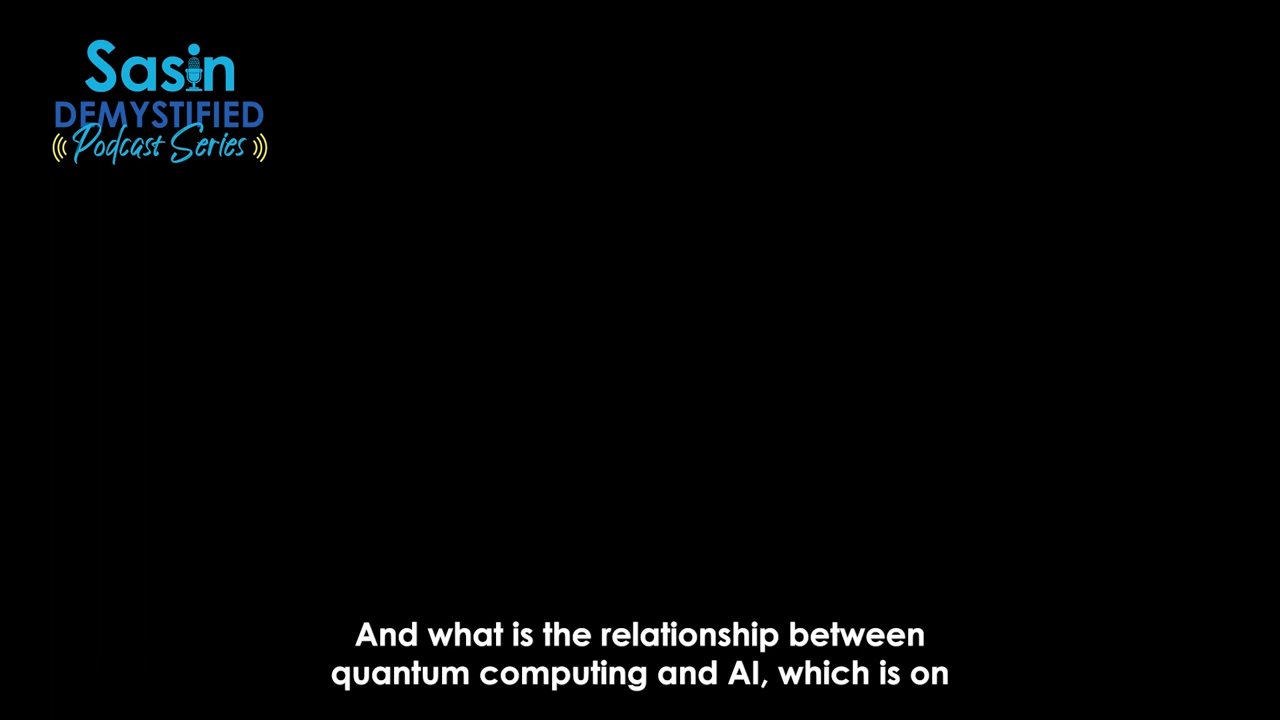 Sasin
DEMYSTIFIED
Podcast Series
And what is the relationship between
quantum computing and AI, which is on